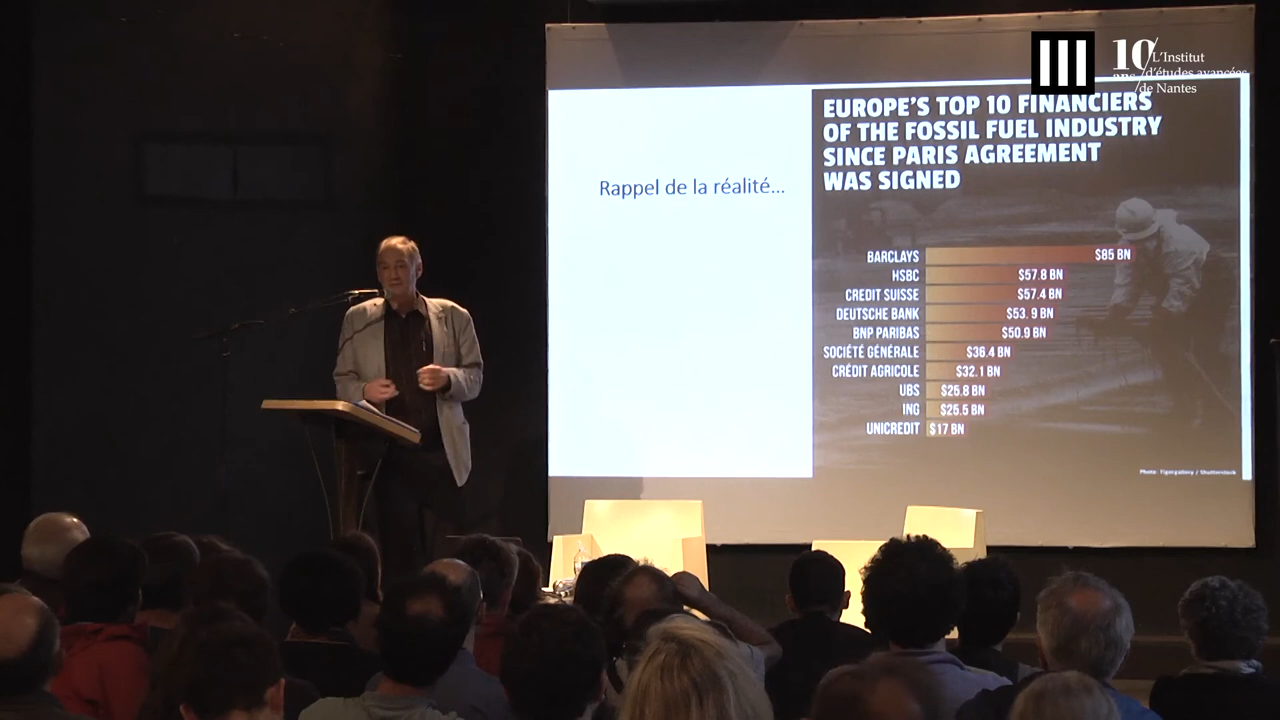 10
ans
L'Institut
d'études avancées
de Nantes
Rappel de la réalité...
EUROPE'S TOP 10 FINANCIERS
OF THE FOSSIL FUEL INDUSTRY
SINCE PARIS AGREEMENT
WAS SIGNED
BARCLAYS $85 BN
HSBC $57.8 BN
CREDIT SUISSE $57.4 BN
DEUTSCHE BANK $53.9 BN
BNP PARIBAS $50.9 BN
SOCIÉTÉ GÉNÉRALE $36.4 BN
CRÉDIT AGRICOLE $32.1 BN
UBS $25.8 BN
ING $25.5 BN
UNICREDIT $17 BN
Photo: Tigergallery / Shutterstock